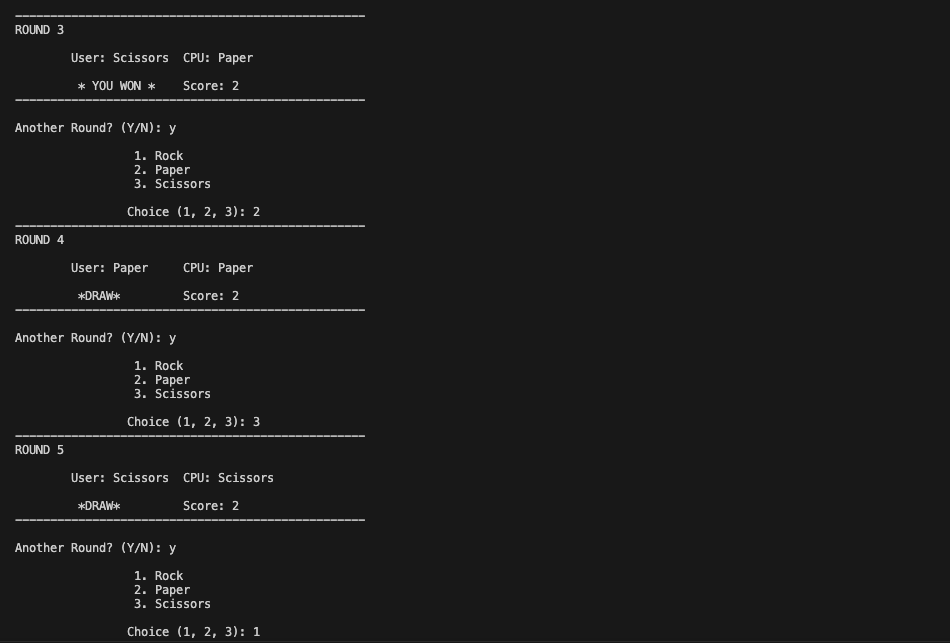 ROUND 3
User: Scissors CPU: Paper
* YOU WON * Score: 2
Another Round? (Y/N): y
1. Rock
2. Paper
3. Scissors
Choice (1, 2, 3): 2
ROUND 4
User: Paper CPU: Paper
*DRAW* Score: 2
Another Round? (Y/N): y
1. Rock
2. Paper
3. Scissors
Choice (1, 2, 3): 3
ROUND 5
User: Scissors CPU: Scissors
*DRAW* Score: 2
Another Round? (Y/N): y
1. Rock
2. Paper
3. Scissors
Choice (1, 2, 3): 1